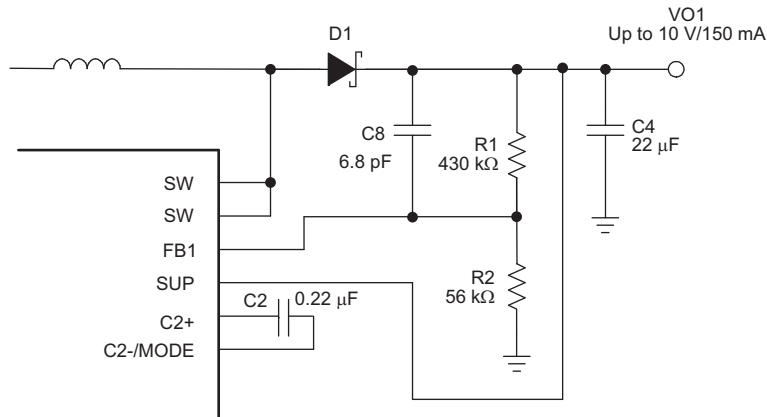 VO1
Up to 10 V/150 mA
D1
C8
6.8 pF
R1
430 kΩ
C4
22 μF
SW
SW
FB1
SUP
C2 0.22 μF
C2+
C2-/MODE
R2
56 kΩ